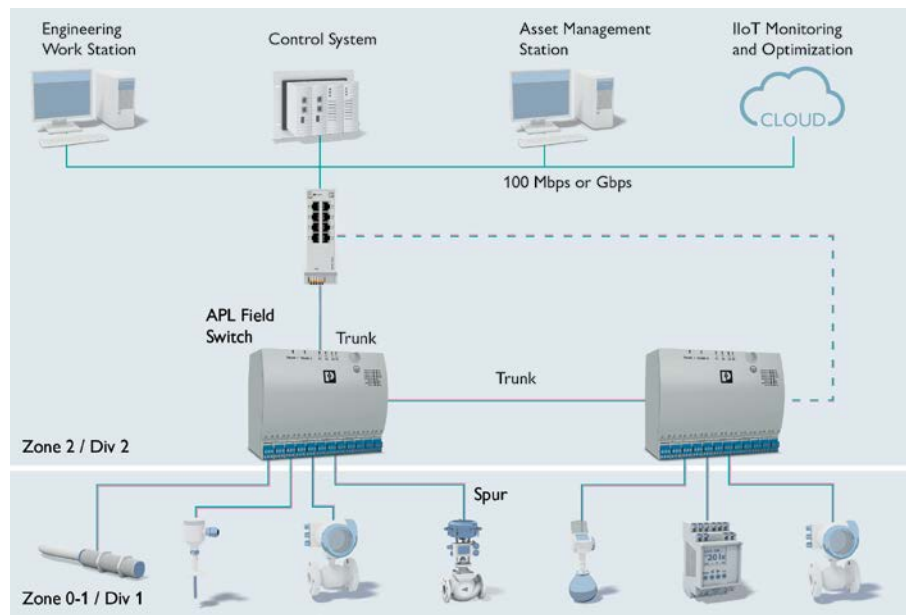 Engineering
Work Station
Control System
Asset Management
Station
IIoT Monitoring
and Optimization
CLOUD
100 Mbps or Gbps
APL Field
Switch
Trunk
Trunk
Zone 2 / Div 2
Spur
Zone 0-1 / Div 1